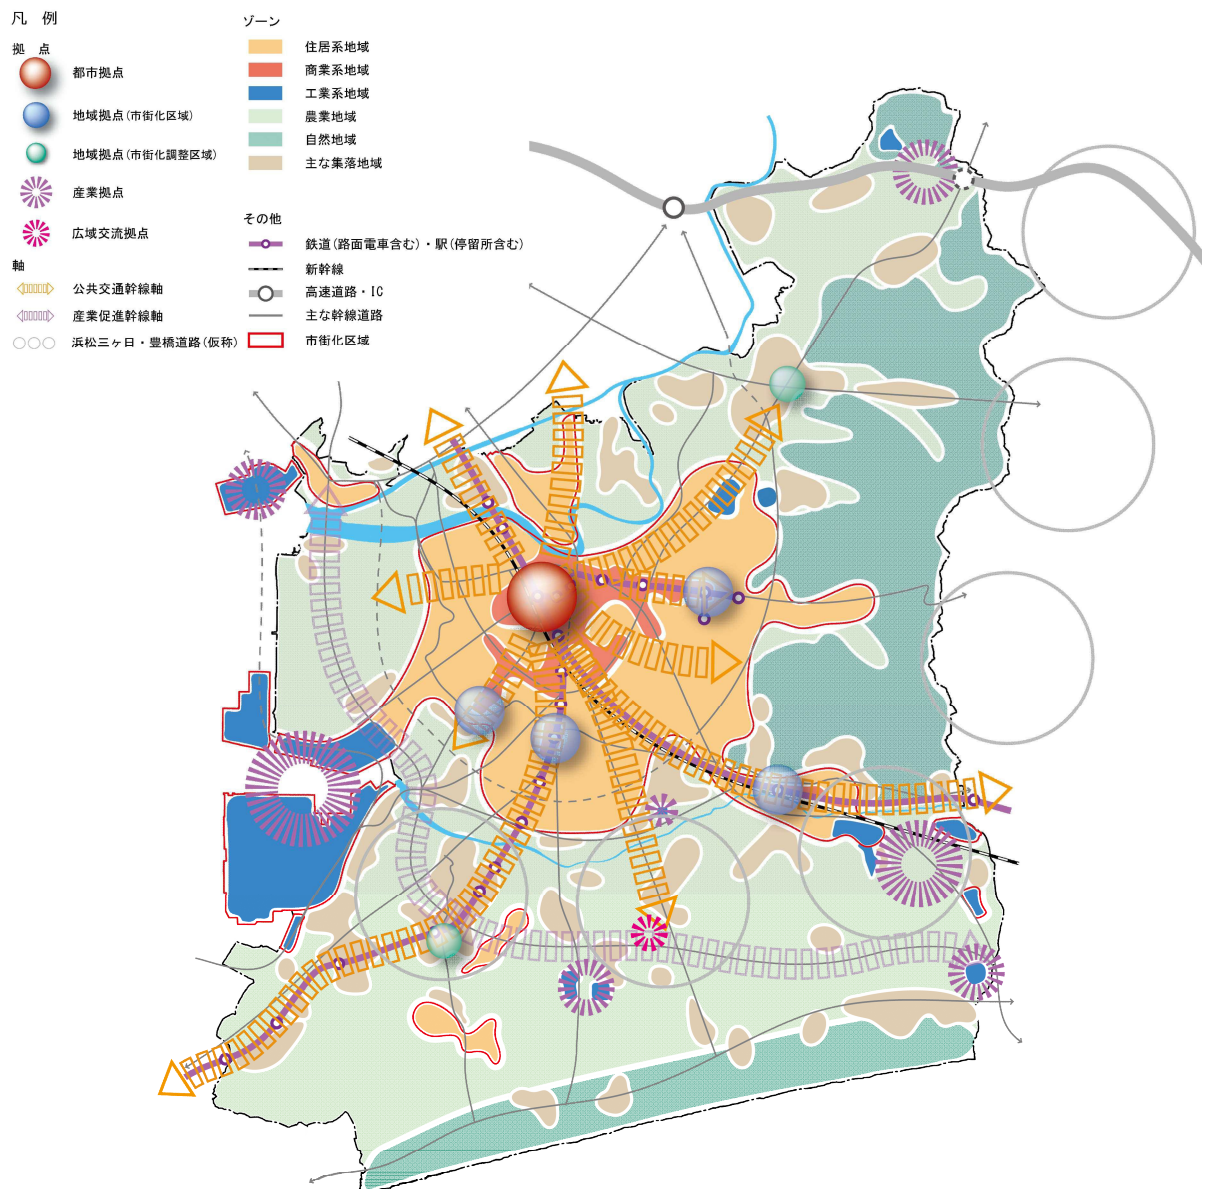 凡 例
拠 点
都市拠点
地域拠点(市街化区域)
地域拠点(市街化調整区域)
産業拠点
広域交流拠点
軸
公共交通幹線軸
産業促進幹線軸
浜松三ヶ日・豊橋道路(仮称)
ゾーン
住居系地域
商業系地域
工業系地域
農業地域
自然地域
主な集落地域
その他
鉄道(路面電車含む)・駅(停留所含む)
新幹線
高速道路・IC
主な幹線道路
市街化区域